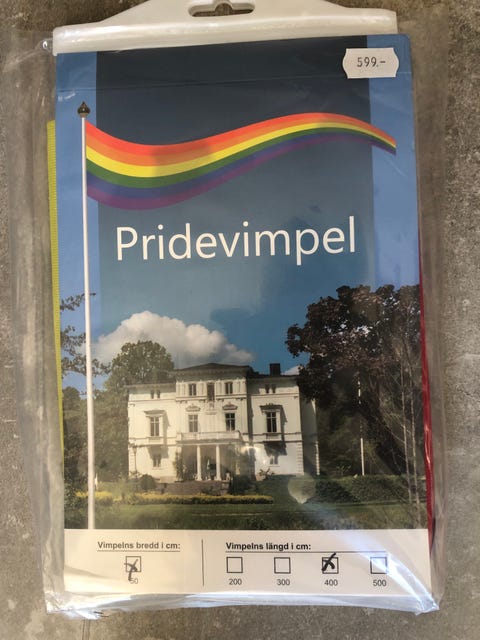 599.-
Pridevimpel
Vimpelns bredd i cm:
50
Vimpelns längd i cm:
200
300
400
500